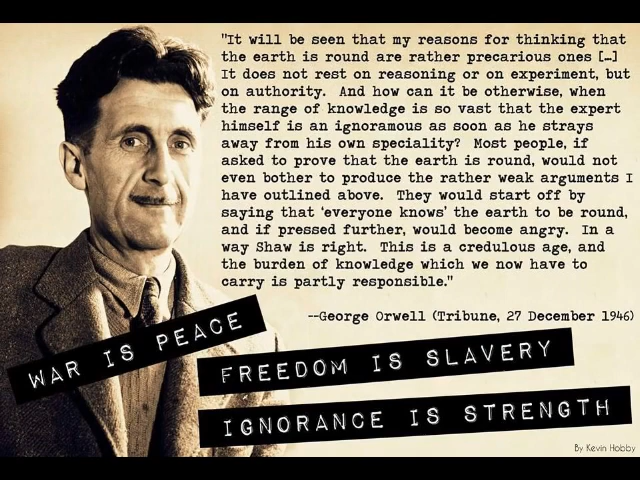 "It will be seen that my reasons for thinking that
the earth is round are rather precarious ones […]
It does not rest on reasoning or on experiment, but
on authority.  And how can it be otherwise, when
the range of knowledge is so vast that the expert
himself is an ignoramous as soon as he strays
away from his own speciality?  Most people, if
asked to prove that the earth is round, would not
even bother to produce the rather weak arguments I
have outlined above.  They would start off by
saying that 'everyone knows' the earth to be round,
and if pressed further, would become angry.  In a
way Shaw is right.  This is a credulous age, and
the burden of knowledge which we now have to
carry is partly responsible."
--George Orwell (Tribune, 27 December 1946)
WAR IS PEACE
FREEDOM IS SLAVERY
IGNORANCE IS STRENGTH
By Kevin Hobby